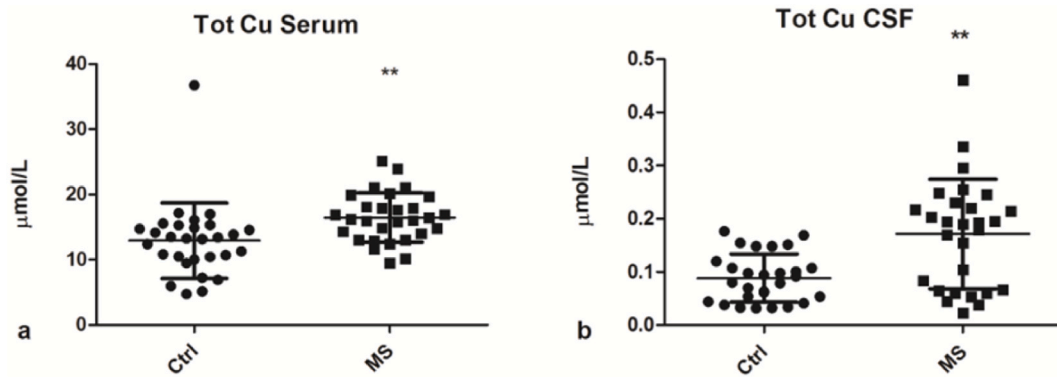 Tot Cu Serum
**
40
30
20
10
0
μmol/L
Ctrl
MS
a
Tot Cu CSF
**
0.5
0.4
0.3
0.2
0.1
0.0
μmol/L
Ctrl
MS
b